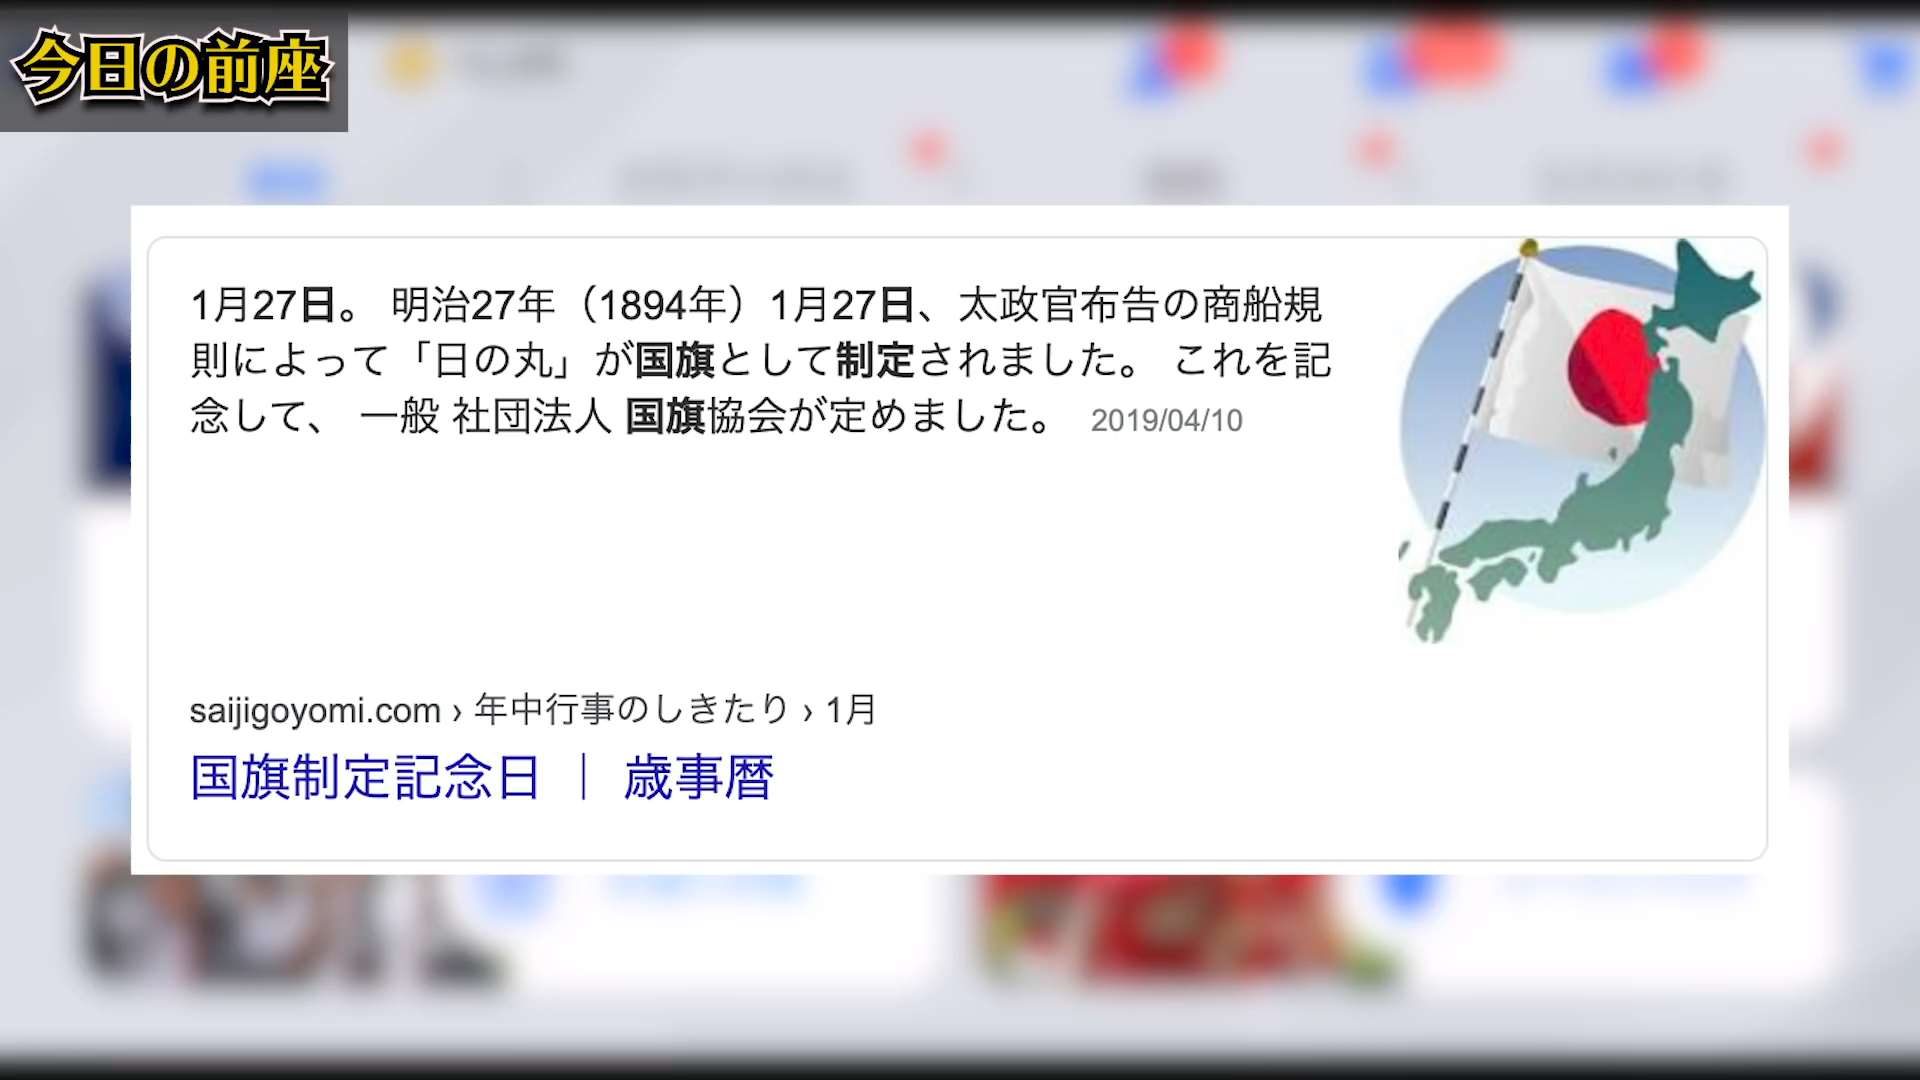 今日の前座
1月27日。 明治27年（1894年）1月27日、太政官布告の商船規
則によって「日の丸」が国旗として制定されました。 これを記
念して、 一般 社団法人 国旗協会が定めました。 2019/04/10
saijigoyomi.com › 年中行事のしきたり › 1月
国旗制定記念日 ｜ 歳事暦